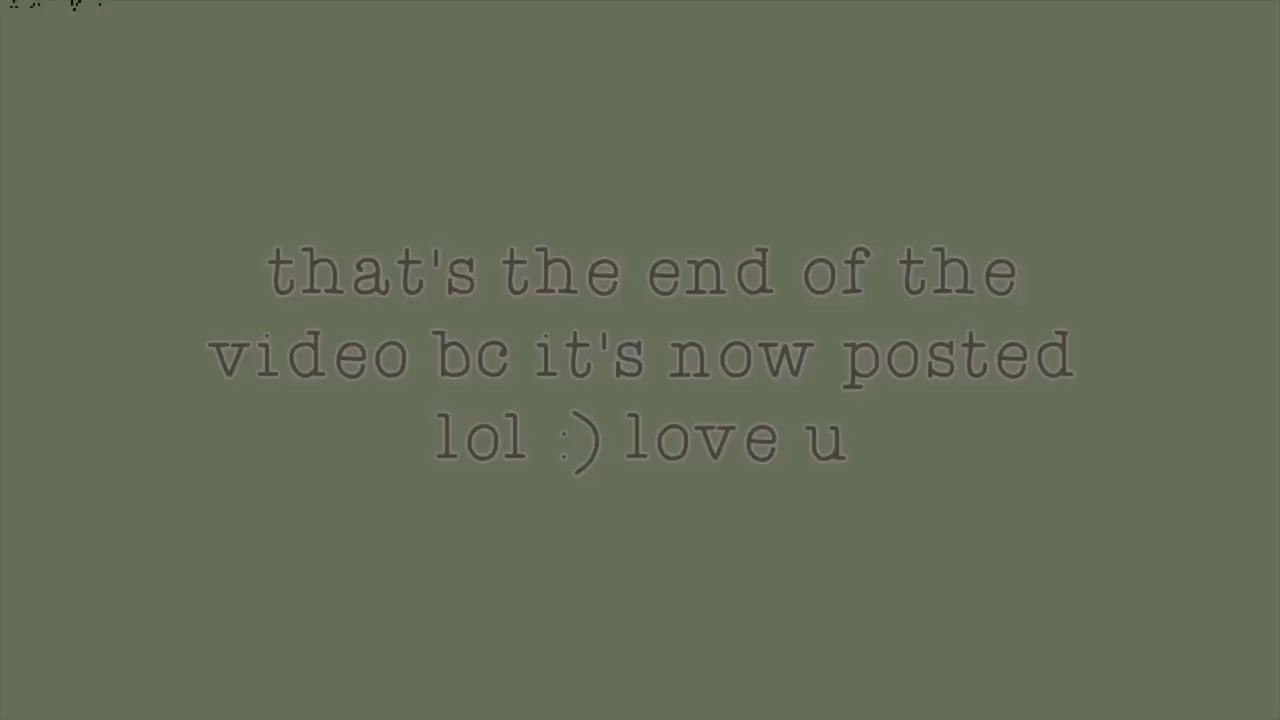 that's the end of the
video bc it's now posted
lol :) love u